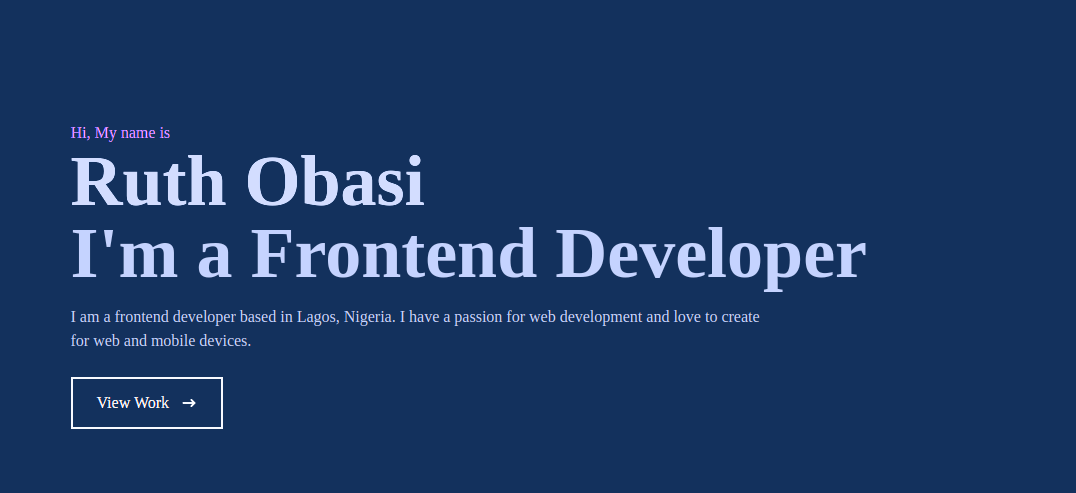 Hi, My name is
Ruth Obasi
I'm a Frontend Developer
I am a frontend developer based in Lagos, Nigeria. I have a passion for web development and love to create
for web and mobile devices.
View Work →